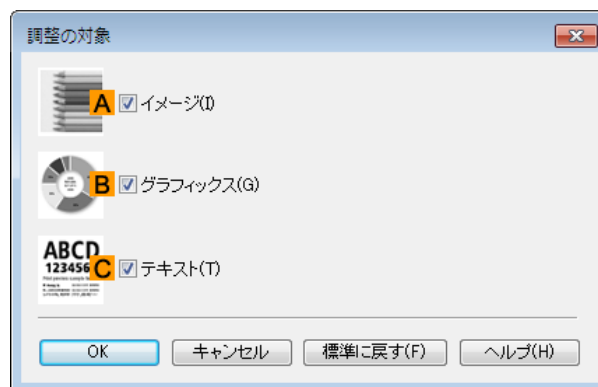 調整の対象
A イメージ(I)
B グラフィックス(G)
ABCD
123456
C テキスト(T)
OK キャンセル 標準に戻す(F) ヘルプ(H)